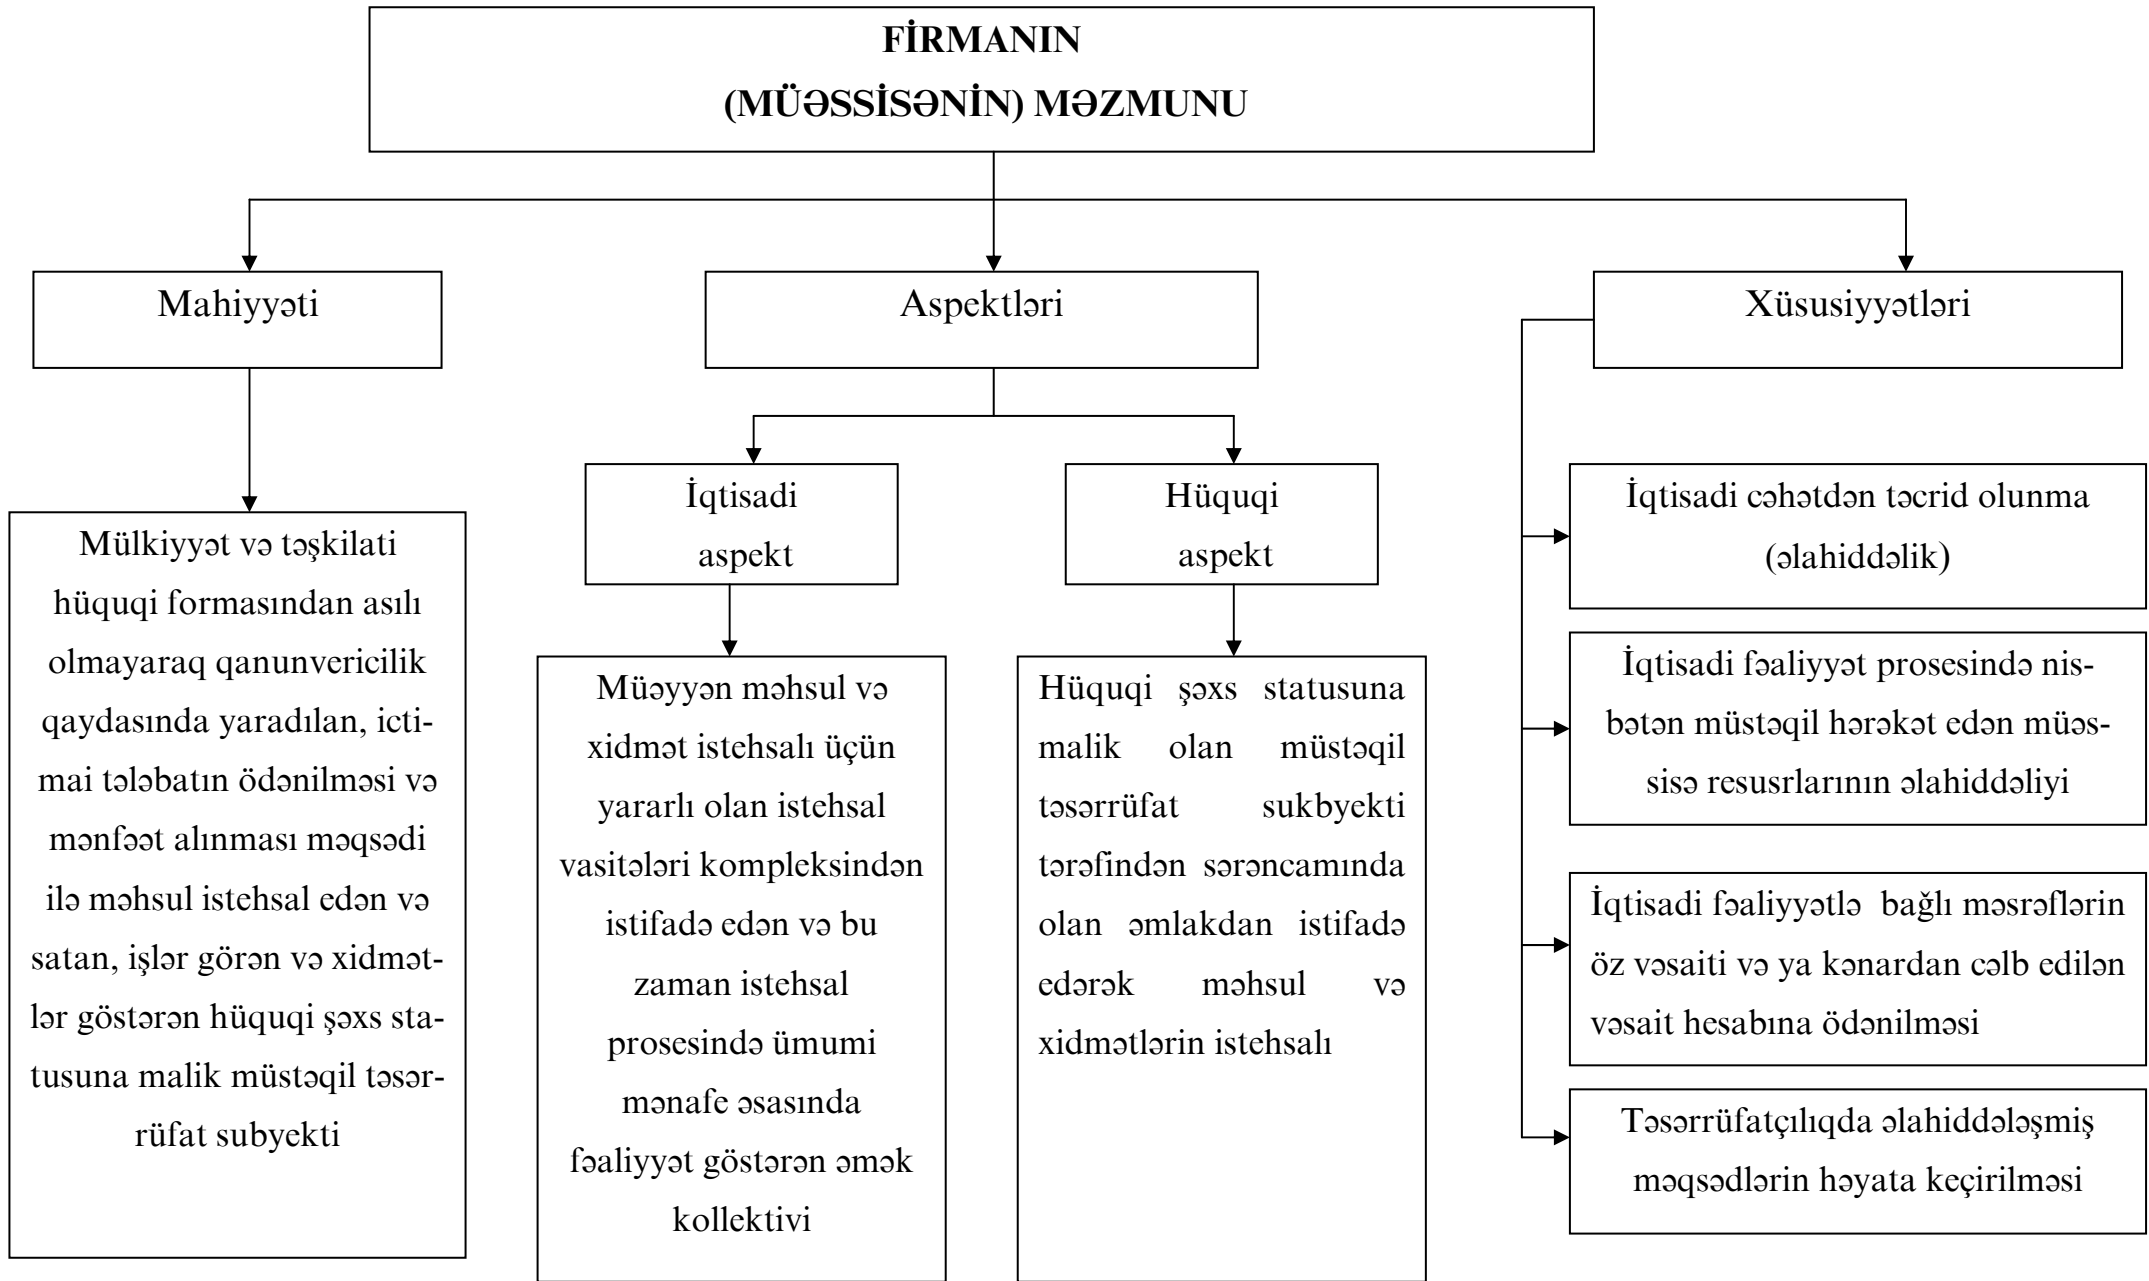 FİRMANIN
(MÜƏSSİSƏNİN) MƏZMUNU
Mahiyyəti
Aspektləri
Xüsusiyyətləri
Mülkiyyət və təşkilati
hüquqi formasından asılı
olmayaraq qanunvericilik
qaydasında yaradılan, icti-
mai tələbatın ödənilməsi və
mənfəət alınması məqsədi
ilə məhsul istehsal edən və
satan, işlər görən və xidmət-
lər göstərən hüquqi şəxs sta-
tusuna malik müstəqil təsər-
rüfat subyekti
İqtisadi
aspekt
Müəyyən məhsul və
xidmət istehsalı üçün
yararlı olan istehsal
vasitələri kompleksindən
istifadə edən və bu
zaman istehsal
prosesində ümumi
mənafe əsasında
fəaliyyət göstərən əmək
kollektivi
Hüquqi
aspekt
Hüquqi şəxs statusuna
malik olan müstəqil
təsərrüfat sukbyekti
tərəfindən sərəncamında
olan əmlakdan istifadə
edərək məhsul və
xidmətlərin istehsalı
İqtisadi cəhətdən təcrid olunma
(əlahiddəlik)
İqtisadi fəaliyyət prosesində nis-
bətən müstəqil hərəkət edən müəs-
sisə resusrlarının əlahiddəliyi
İqtisadi fəaliyyətlə bağlı məsrəflərin
öz vəsaiti və ya kənardan cəlb edilən
vəsait hesabına ödənilməsi
Təsərrüfatçılıqda əlahiddələşmiş
məqsədlərin həyata keçirilməsi